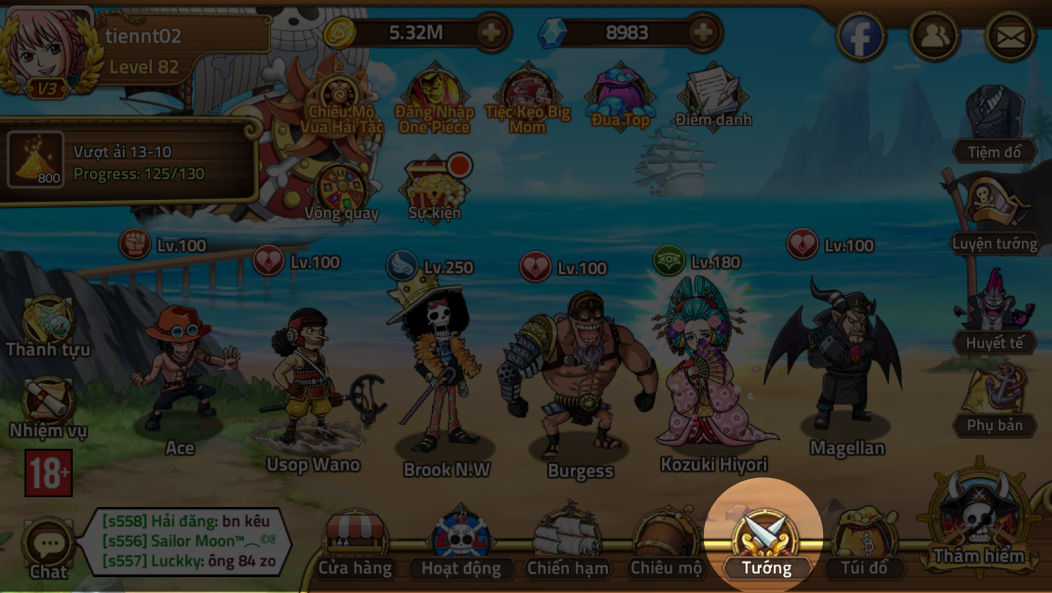 tiennt02
Level 82
V3
5.32M
8983
Chiêu Mộ
Vua Hải Tặc
Đăng Nhập
One Piece
Tiệc Kẹo Big
Mom
Đua Top
Điểm danh
Tiệm đồ
Vượt ải 13-10
Progress: 125/130
800
Vòng quay
Sự kiện
Luyện tướng
Lv.100
Lv.100
Lv.250
Lv.100
Lv.180
Lv.100
Thành tựu
Huyết tế
Nhiệm vụ
Phụ bản
Ace
Usop Wano
Brook N.W
Burgess
Kozuki Hiyori
Magellan
18+
[s558] Hải đăng: bn kêu
[s556] Sailor Moon™︵©®
[s557] Luckky: ông 84 zo
Chat
Cửa hàng
Hoạt động
Chiến hạm
Chiêu mộ
Tướng
Túi đồ
Thám hiểm